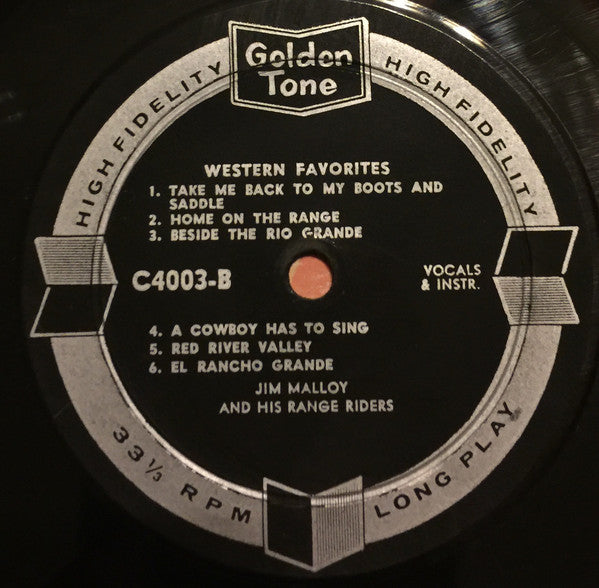 Golden
Tone
HIGH FIDELITY
HIGH FIDELITY
WESTERN FAVORITES
1. TAKE ME BACK TO MY BOOTS AND
SADDLE
2. HOME ON THE RANGE
3. BESIDE THE RIO GRANDE
C4003-B
VOCALS
& INSTR.
4. A COWBOY HAS TO SING
5. RED RIVER VALLEY
6. EL RANCHO GRANDE
JIM MALLOY
AND HIS RANGE RIDERS
33⅓ RPM
LONG PLAY